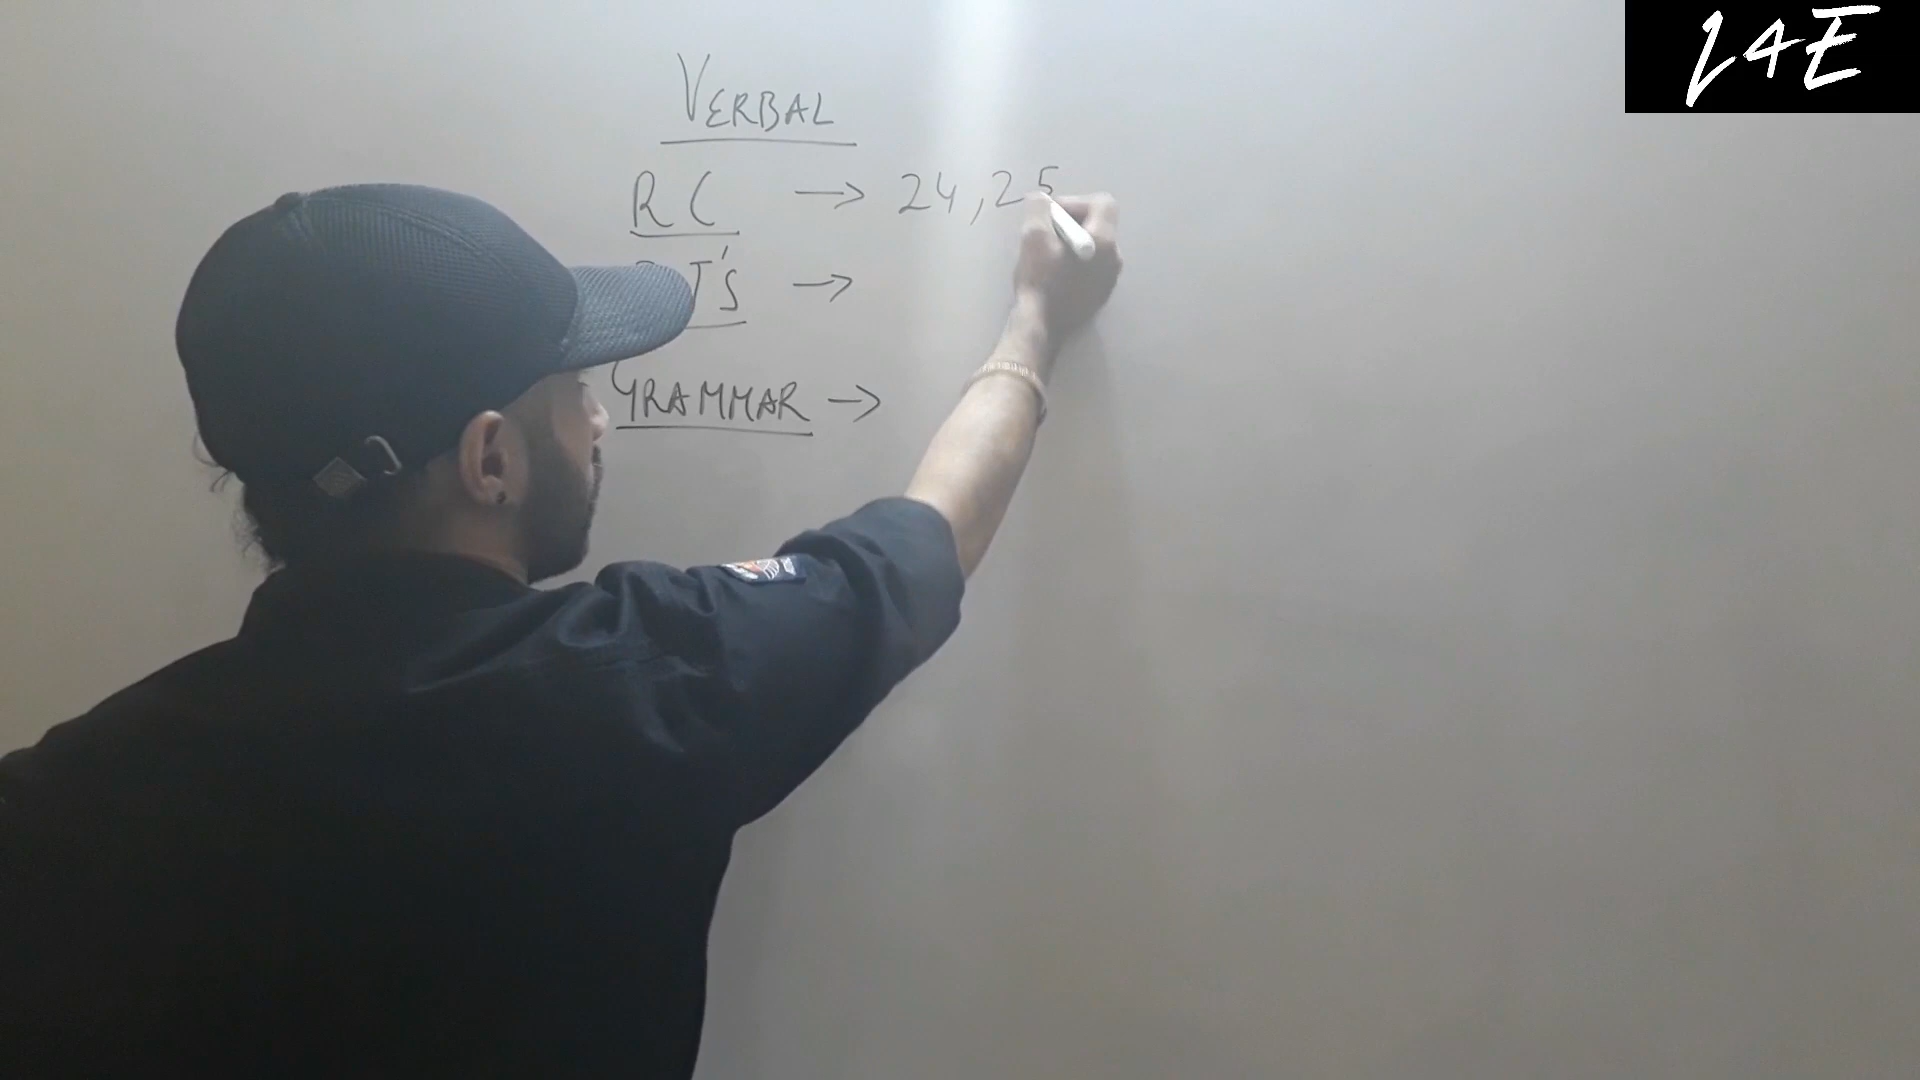 L4E
VERBAL
RC → 24,25
J'S →
GRAMMAR →